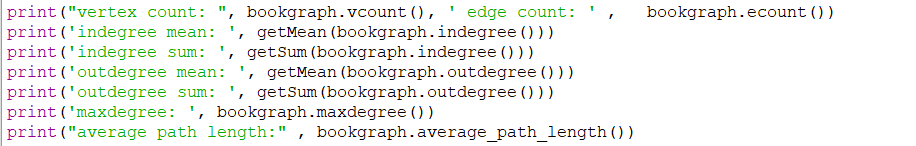 print("vertex count: ", bookgraph.vcount(), ' edge count: ' ,   bookgraph.ecount())
print('indegree mean: ', getMean(bookgraph.indegree()))
print('indegree sum: ', getSum(bookgraph.indegree()))
print('outdegree mean: ', getMean(bookgraph.outdegree()))
print('outdegree sum: ', getSum(bookgraph.outdegree()))
print('maxdegree: ', bookgraph.maxdegree())
print("average path length:" , bookgraph.average_path_length())